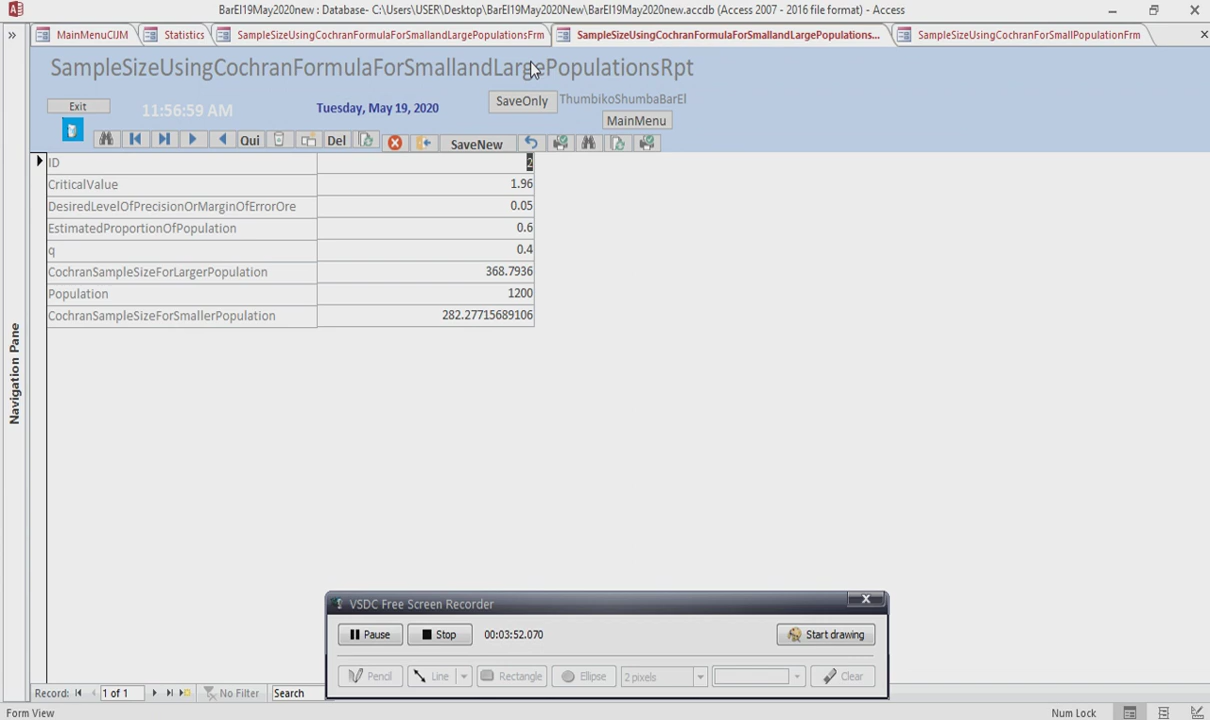 BarEl19May2020new : Database- C:\Users\USER\Desktop\BarEl19May2020New\BarEl19May2020new.accdb (Access 2007 - 2016 file format) - Access
MainMenuCIJM
Statistics
SampleSizeUsingCochranFormulaForSmallandLargePopulationsFrm
SampleSizeUsingCochranFormulaForSmallandLargePopulations...
SampleSizeUsingCochranForSmallPopulationFrm
SampleSizeUsingCochranFormulaForSmallandLargePopulationsRpt
Exit
11:56:59 AM
Tuesday, May 19, 2020
SaveOnly
ThumbikoShumbaBarEl
MainMenu
Qui
Del
SaveNew
ID 2
CriticalValue 1.96
DesiredLevelOfPrecisionOrMarginOfErrorOre 0.05
EstimatedProportionOfPopulation 0.6
q 0.4
CochranSampleSizeForLargerPopulation 368.7936
Population 1200
CochranSampleSizeForSmallerPopulation 282.27715689106
Navigation Pane
VSDC Free Screen Recorder
Pause
Stop
00:03:52.070
Start drawing
Pencil
Line
Rectangle
Ellipse
2 pixels
Clear
Record:
1 of 1
No Filter
Search
Form View
Num Lock